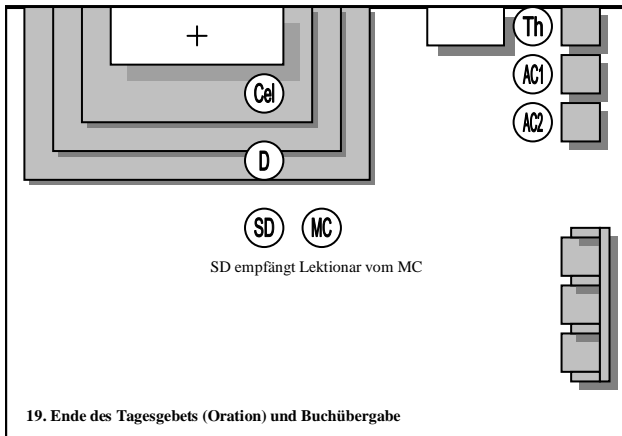 Th
AC1
Cel
AC2
D
SD MC
SD empfängt Lektionar vom MC
19. Ende des Tagesgebets (Oration) und Buchübergabe